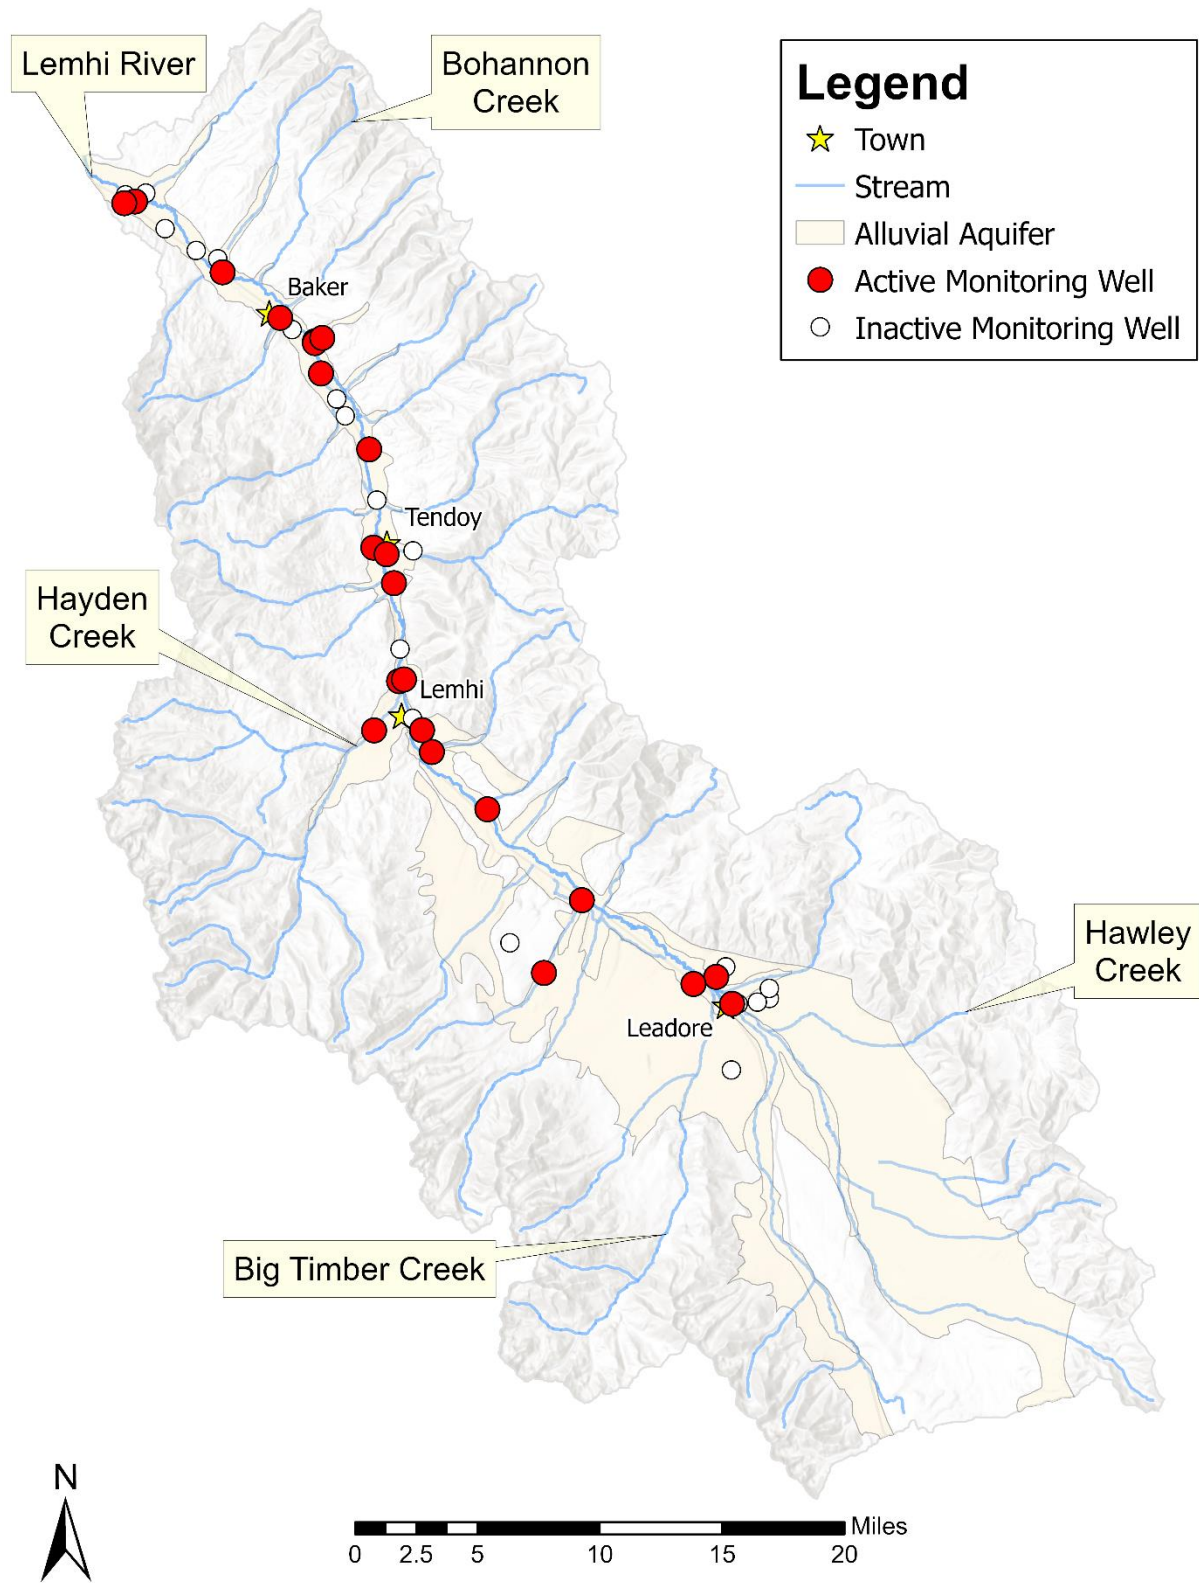 Lemhi River
Bohannon
Creek
Legend
Town
Stream
Alluvial Aquifer
Active Monitoring Well
Inactive Monitoring Well
Baker
Tendoy
Hayden
Creek
Lemhi
Hawley
Creek
Leadore
Big Timber Creek
N
Miles
0 2.5 5 10 15 20